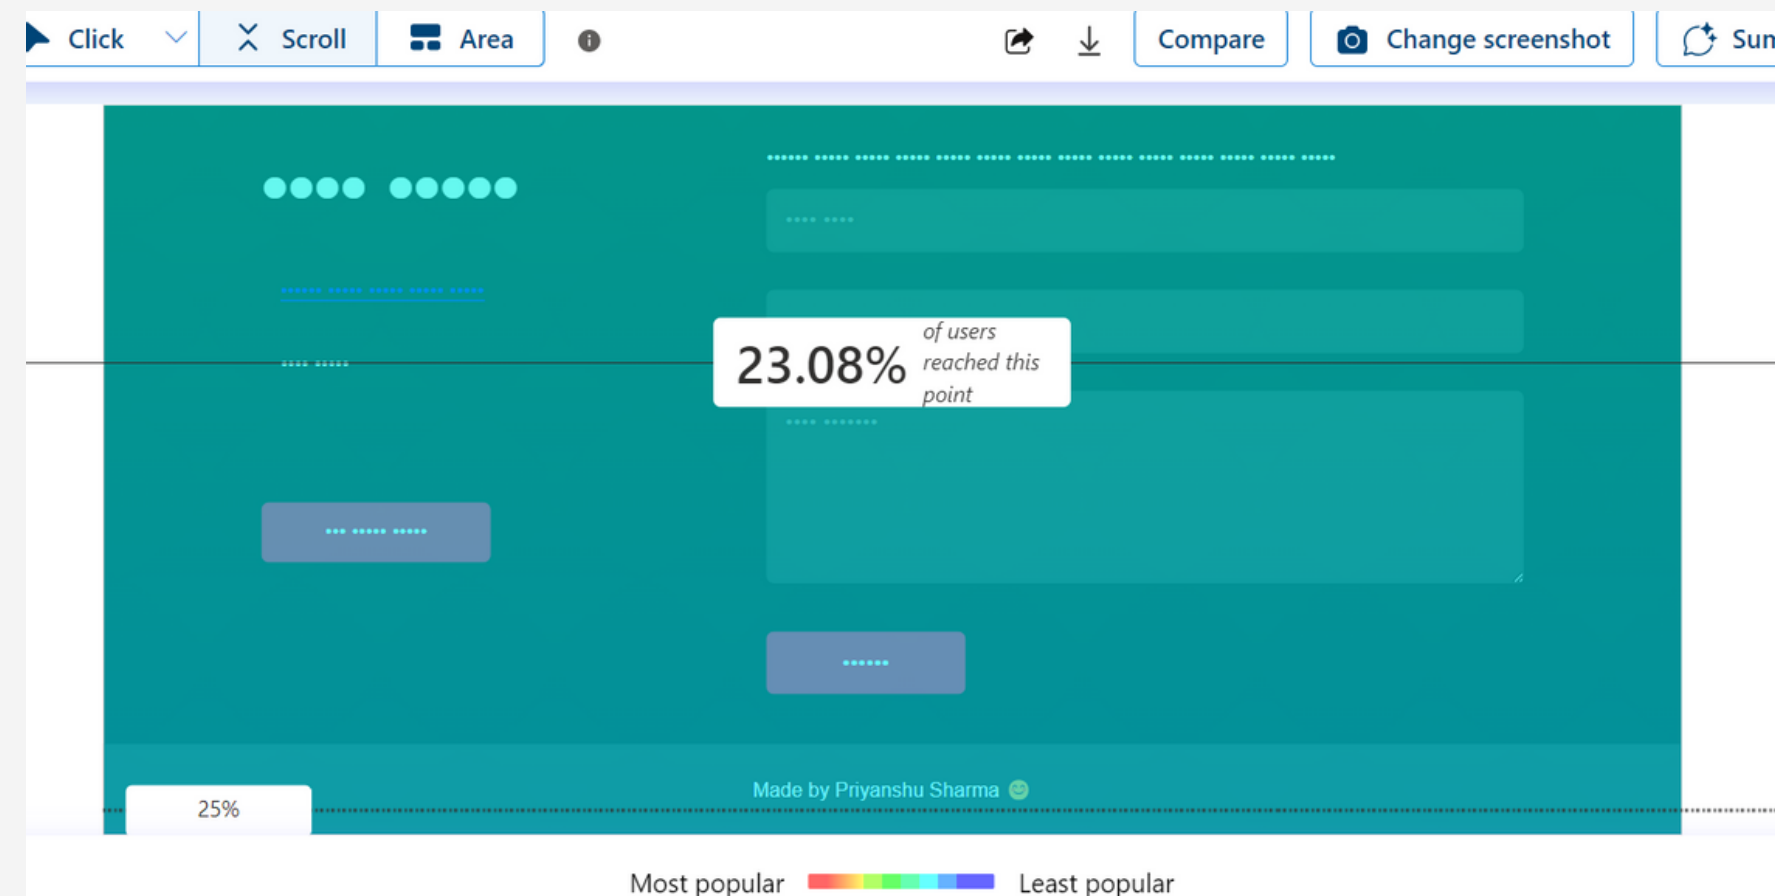 Click Scroll Area Compare Change screenshot
23.08% of users
reached this
point
Made by Priyanshu Sharma 😊
25%
Most popular Least popular